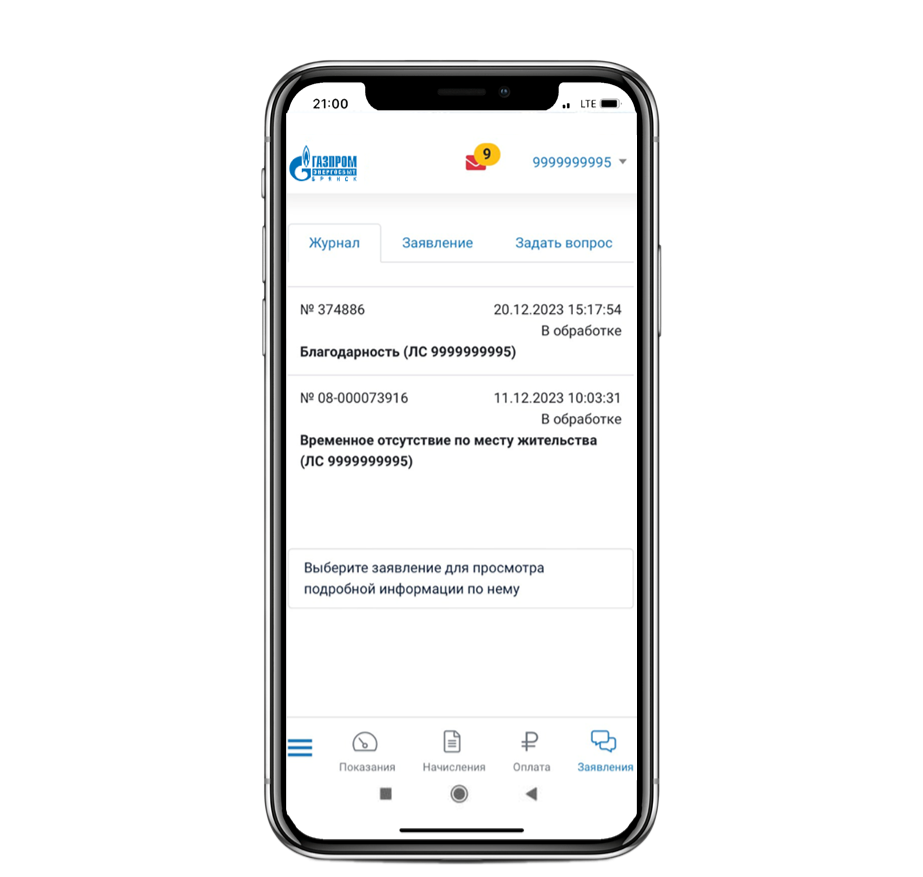 21:00
LTE
ГАЗПРОМ
ЭНЕРГОСБЫТ
БРЯНСК
9
9999999995
Журнал
Заявление
Задать вопрос
№ 374886
20.12.2023 15:17:54
В обработке
Благодарность (ЛС 9999999995)
№ 08-000073916
11.12.2023 10:03:31
В обработке
Временное отсутствие по месту жительства
(ЛС 9999999995)
Выберите заявление для просмотра
подробной информации по нему
Показания
Начисления
Оплата
Заявления